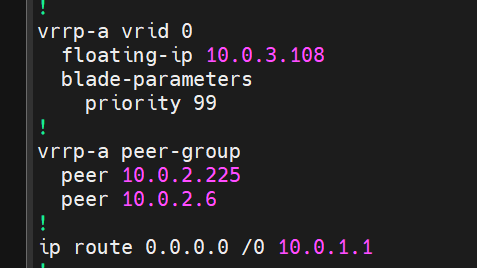 !
vrrp-a vrid 0
  floating-ip 10.0.3.108
  blade-parameters
    priority 99
!
vrrp-a peer-group
  peer 10.0.2.225
  peer 10.0.2.6
!
ip route 0.0.0.0 /0 10.0.1.1
!